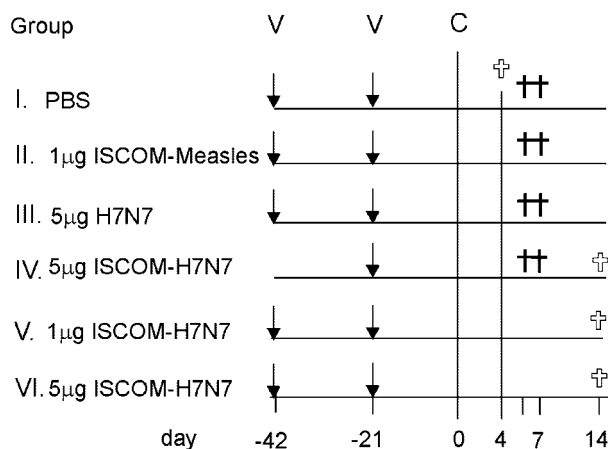 Group V V C
I. PBS
II. 1µg ISCOM-Measles
III. 5µg H7N7
IV. 5µg ISCOM-H7N7
V. 1µg ISCOM-H7N7
VI. 5µg ISCOM-H7N7
day -42 -21 0 4 7 14